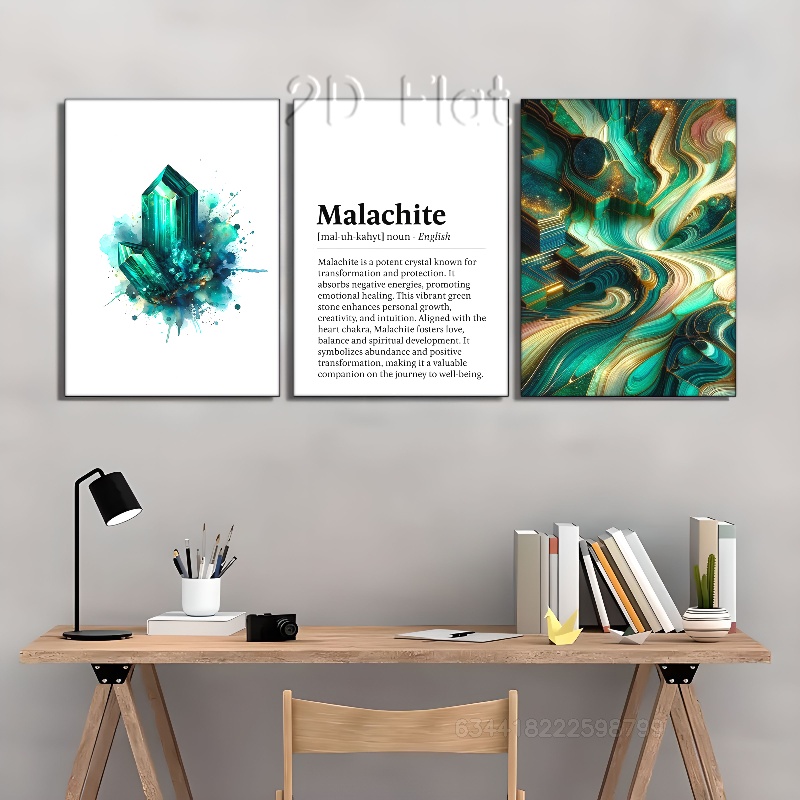 2D Flat
Malachite
[mal-uh-kahyt] noun - English
Malachite is a potent crystal known for
transformation and protection. It
absorbs negative energies, promoting
emotional healing. This vibrant green
stone enhances personal growth,
creativity, and intuition. Aligned with the
heart chakra, Malachite fosters love,
balance and spiritual development. It
symbolizes abundance and positive
transformation, making it a valuable
companion on the journey to well-being.
634418222598799